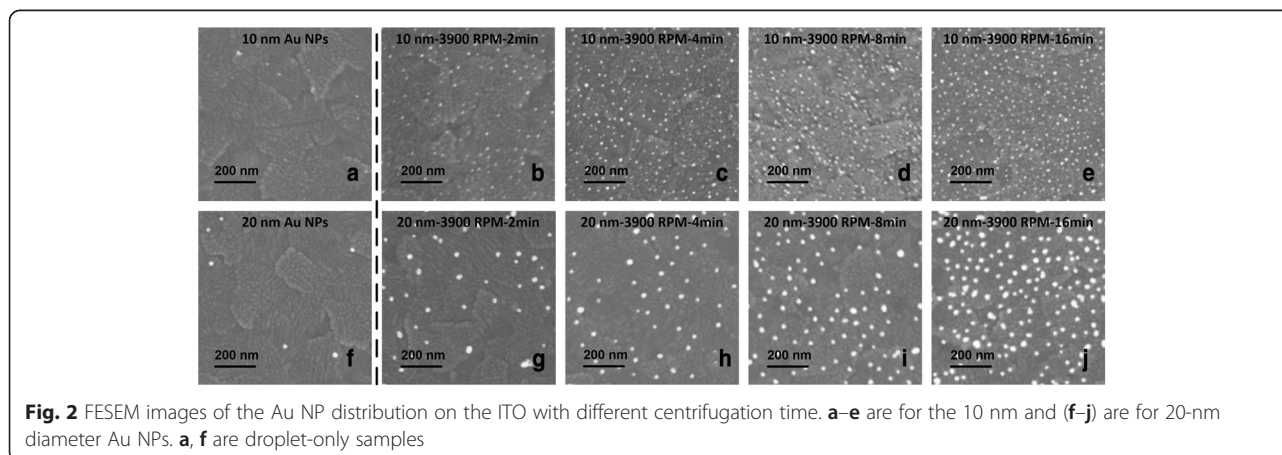 10 nm Au NPs
10 nm-3900 RPM-2min
10 nm-3900 RPM-4min
10 nm-3900 RPM-8min
10 nm-3900 RPM-16min
200 nm a
200 nm b
200 nm c
200 nm d
200 nm e
20 nm Au NPs
20 nm-3900 RPM-2min
20 nm-3900 RPM-4min
20 nm-3900 RPM-8min
20 nm-3900 RPM-16min
200 nm f
200 nm g
200 nm h
200 nm i
200 nm j
Fig. 2 FESEM images of the Au NP distribution on the ITO with different centrifugation time. a–e are for the 10 nm and (f–j) are for 20-nm
diameter Au NPs. a, f are droplet-only samples